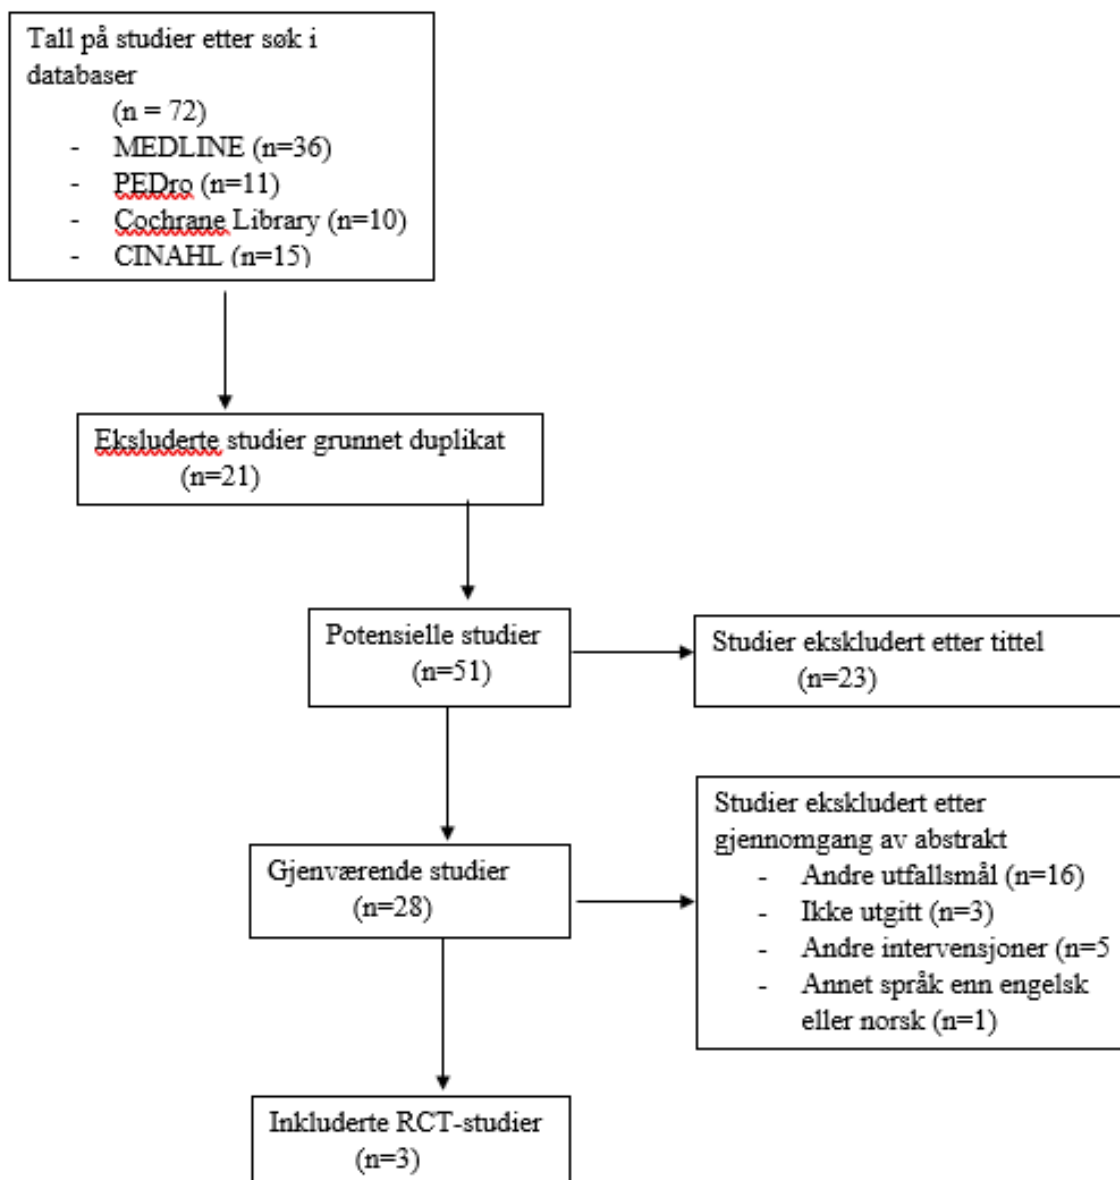 Tall på studier etter søk i
databaser
(n = 72)
- MEDLINE (n=36)
- PEDro (n=11)
- Cochrane Library (n=10)
- CINAHL (n=15)
Eksluderte studier grunnet duplikat
(n=21)
Potensielle studier
(n=51)
Studier ekskludert etter tittel
(n=23)
Gjenværende studier
(n=28)
Studier ekskludert etter
gjennomgang av abstrakt
- Andre utfallsmål (n=16)
- Ikke utgitt (n=3)
- Andre intervensjoner (n=5
- Annet språk enn engelsk
eller norsk (n=1)
Inkluderte RCT-studier
(n=3)